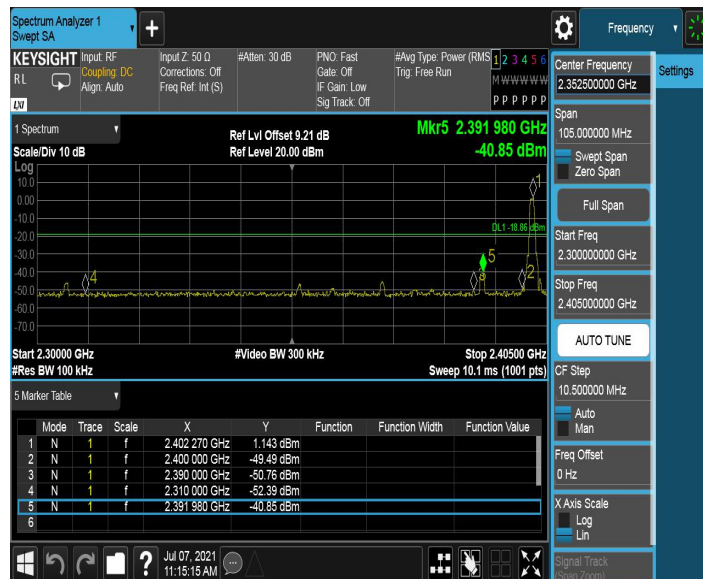 Spectrum Analyzer 1
Swept SA
+
Frequency
KEYSIGHT
RL
LXI
Input: RF
Coupling: DC
Align: Auto
Input Z: 50 Ω
Corrections: Off
Freq Ref: Int (S)
#Atten: 30 dB
PNO: Fast
Gate: Off
IF Gain: Low
Sig Track: Off
#Avg Type: Power (RMS
Trig: Free Run
1 2 3 4 5 6
M W W W W W
P P P P P P
Center Frequency
2.352500000 GHz
Settings
Span
105.000000 MHz
Swept Span
Zero Span
Full Span
Start Freq
2.300000000 GHz
Stop Freq
2.405000000 GHz
AUTO TUNE
CF Step
10.500000 MHz
Auto
Man
Freq Offset
0 Hz
X Axis Scale
Log
Lin
Signal Track
(Span Zoom)
1 Spectrum
Scale/Div 10 dB
Ref Lvl Offset 9.21 dB
Ref Level 20.00 dBm
Mkr5 2.391 980 GHz
-40.85 dBm
Log
10.0
0.00
-10.0
-20.0
-30.0
-40.0
-50.0
-60.0
-70.0
DL1 -18.86 dBm
1
2
4
5
Start 2.30000 GHz
#Res BW 100 kHz
#Video BW 300 kHz
Stop 2.40500 GHz
Sweep 10.1 ms (1001 pts)
5 Marker Table
Mode Trace Scale X Y Function Function Width Function Value
1 N 1 f 2.402 270 GHz 1.143 dBm
2 N 1 f 2.400 000 GHz -49.49 dBm
3 N 1 f 2.390 000 GHz -50.76 dBm
4 N 1 f 2.310 000 GHz -52.39 dBm
5 N 1 f 2.391 980 GHz -40.85 dBm
6
?
Jul 07, 2021
11:15:15 AM